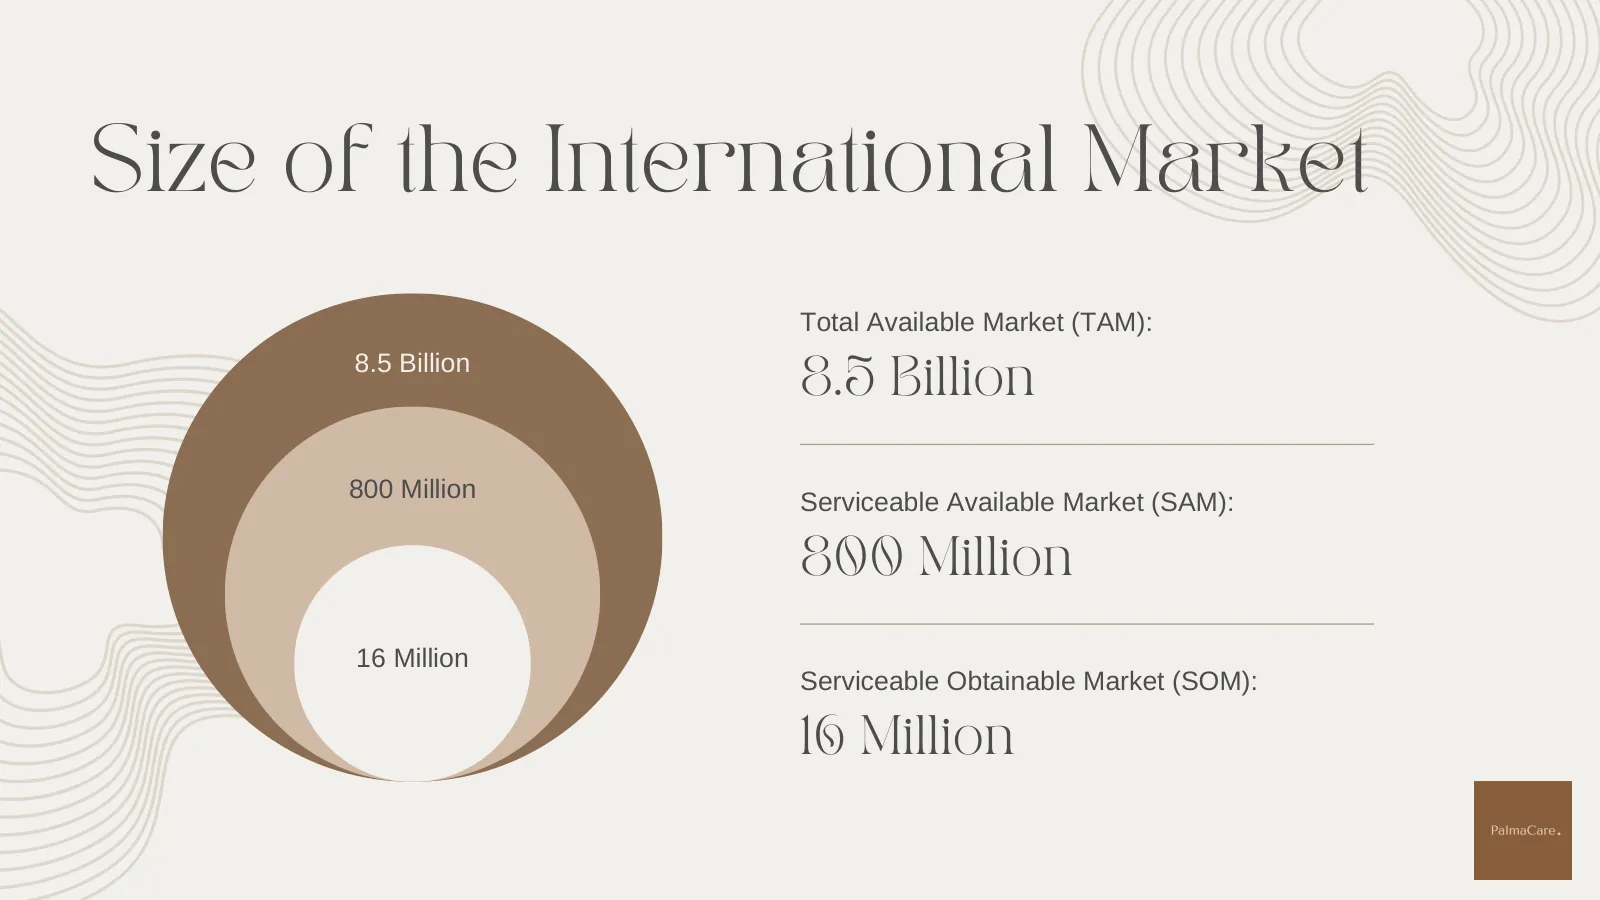 Size of the International Market
8.5 Billion
800 Million
16 Million
Total Available Market (TAM):
8.5 Billion
Serviceable Available Market (SAM):
800 Million
Serviceable Obtainable Market (SOM):
16 Million
PalmaCare.